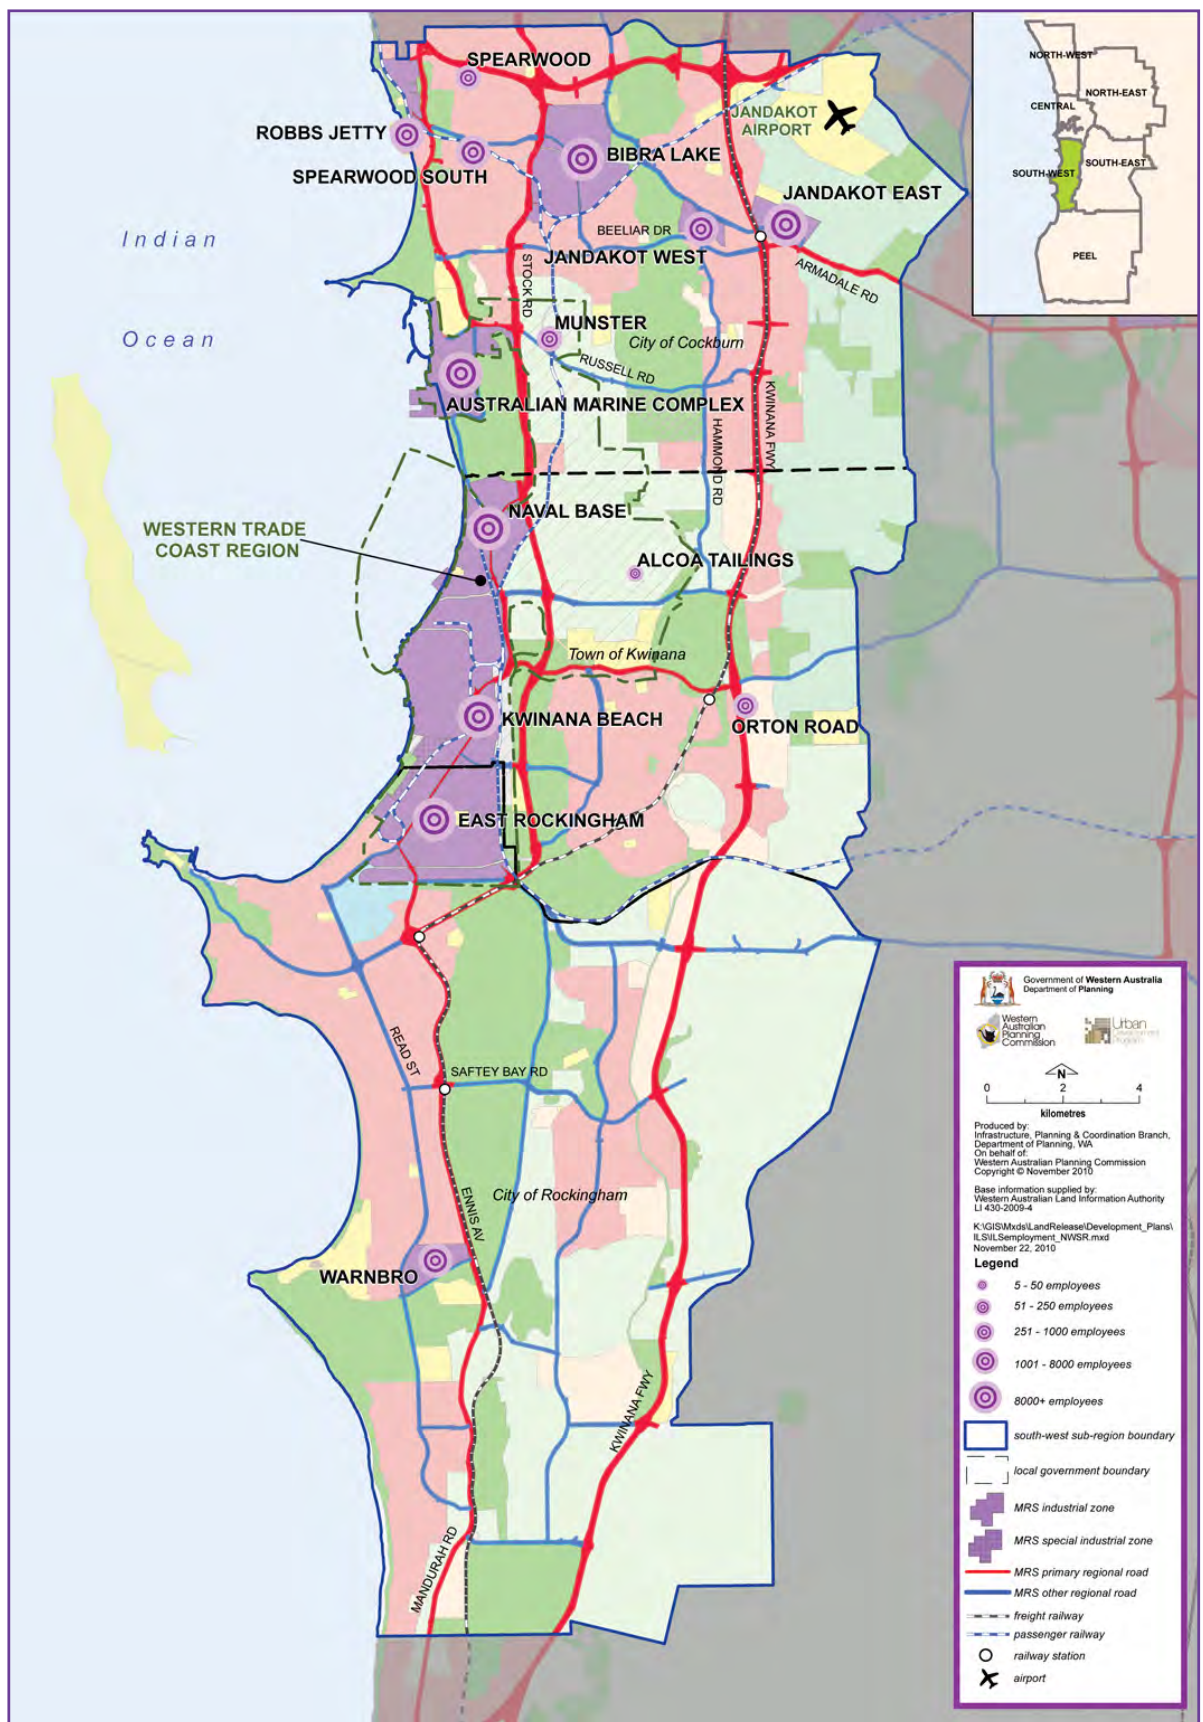 SPEARWOOD
ROBBS JETTY
SPEARWOOD SOUTH
BIBRA LAKE
JANDAKOT
AIRPORT
JANDAKOT EAST
BEELIAR DR
JANDAKOT WEST
ARMADALE RD
STOCK RD
Indian
Ocean
MUNSTER
City of Cockburn
RUSSELL RD
AUSTRALIAN MARINE COMPLEX
HAMMOND RD
KWINANA FWY
NAVAL BASE
WESTERN TRADE
COAST REGION
ALCOA TAILINGS
Town of Kwinana
KWINANA BEACH
ORTON ROAD
EAST ROCKINGHAM
READ ST
SAFTEY BAY RD
ENNIS AV
City of Rockingham
WARNBRO
KWINANA FWY
MANDURAH RD
NORTH-WEST
NORTH-EAST
CENTRAL
SOUTH-EAST
SOUTH-WEST
PEEL
Government of Western Australia
Department of Planning
Western
Australian
Planning
Commission
Urban
Development
Program
N
0 2 4
kilometres
Produced by:
Infrastructure, Planning & Coordination Branch,
Department of Planning, WA
On behalf of:
Western Australian Planning Commission
Copyright © November 2010
Base information supplied by:
Western Australian Land Information Authority
LI 430-2009-4
K:\GIS\Mxds\LandRelease\Development_Plans\
ILS\ILSemployment_NWSR.mxd
November 22, 2010
Legend
5 - 50 employees
51 - 250 employees
251 - 1000 employees
1001 - 8000 employees
8000+ employees
south-west sub-region boundary
local government boundary
MRS industrial zone
MRS special industrial zone
MRS primary regional road
MRS other regional road
freight railway
passenger railway
railway station
airport